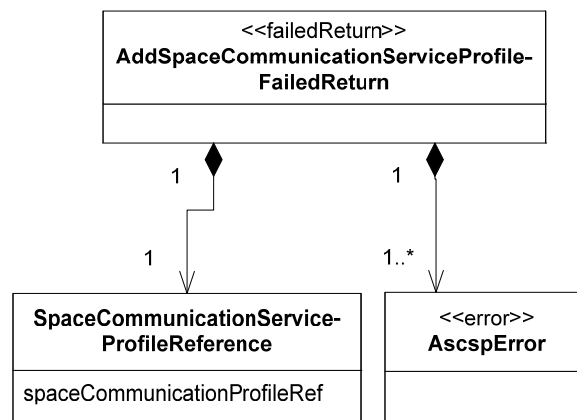 <<failedReturn>>
AddSpaceCommunicationServiceProfile-
FailedReturn
1
1
1
1..*
SpaceCommunicationService-
ProfileReference
spaceCommunicationProfileRef
<<error>>
AscspError